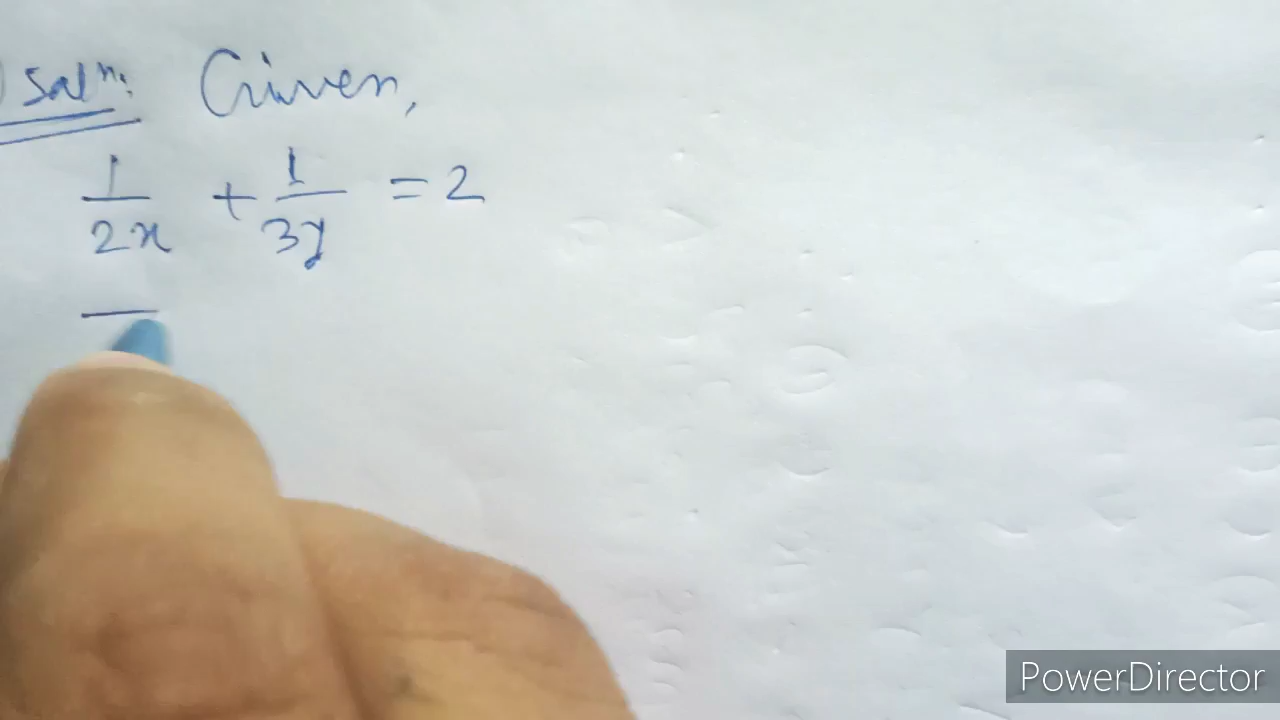 Solⁿ: Given,
1/2x + 1/3y = 2
PowerDirector